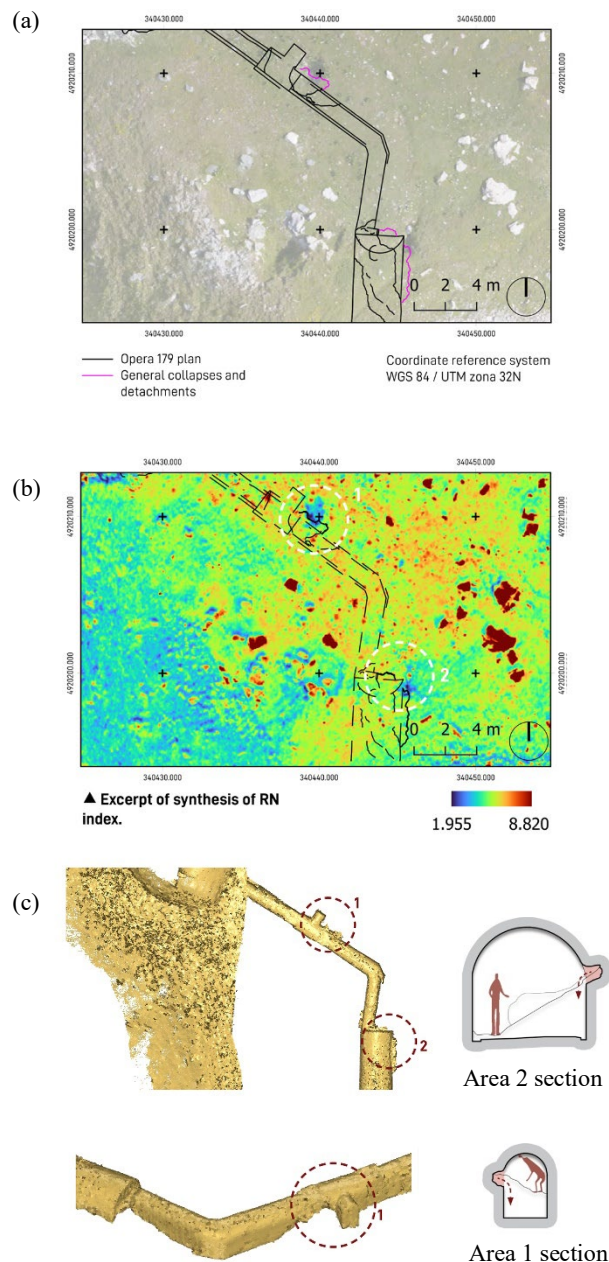 (a)
340430.000 340440.000 340450.000
4920210.000 4920210.000
4920200.000 4920200.000
0 2 4 m
340430.000 340440.000 340450.000
Opera 179 plan
General collapses and
detachments
Coordinate reference system
WGS 84 / UTM zona 32N
(b)
340430.000 340440.000 340450.000
1
4920210.000 4920210.000
2
4920200.000 4920200.000
0 2 4 m
340430.000 340440.000 340450.000
▲ Excerpt of synthesis of RN
index.
1.955 8.820
(c)
1
2
Area 2 section
1
Area 1 section